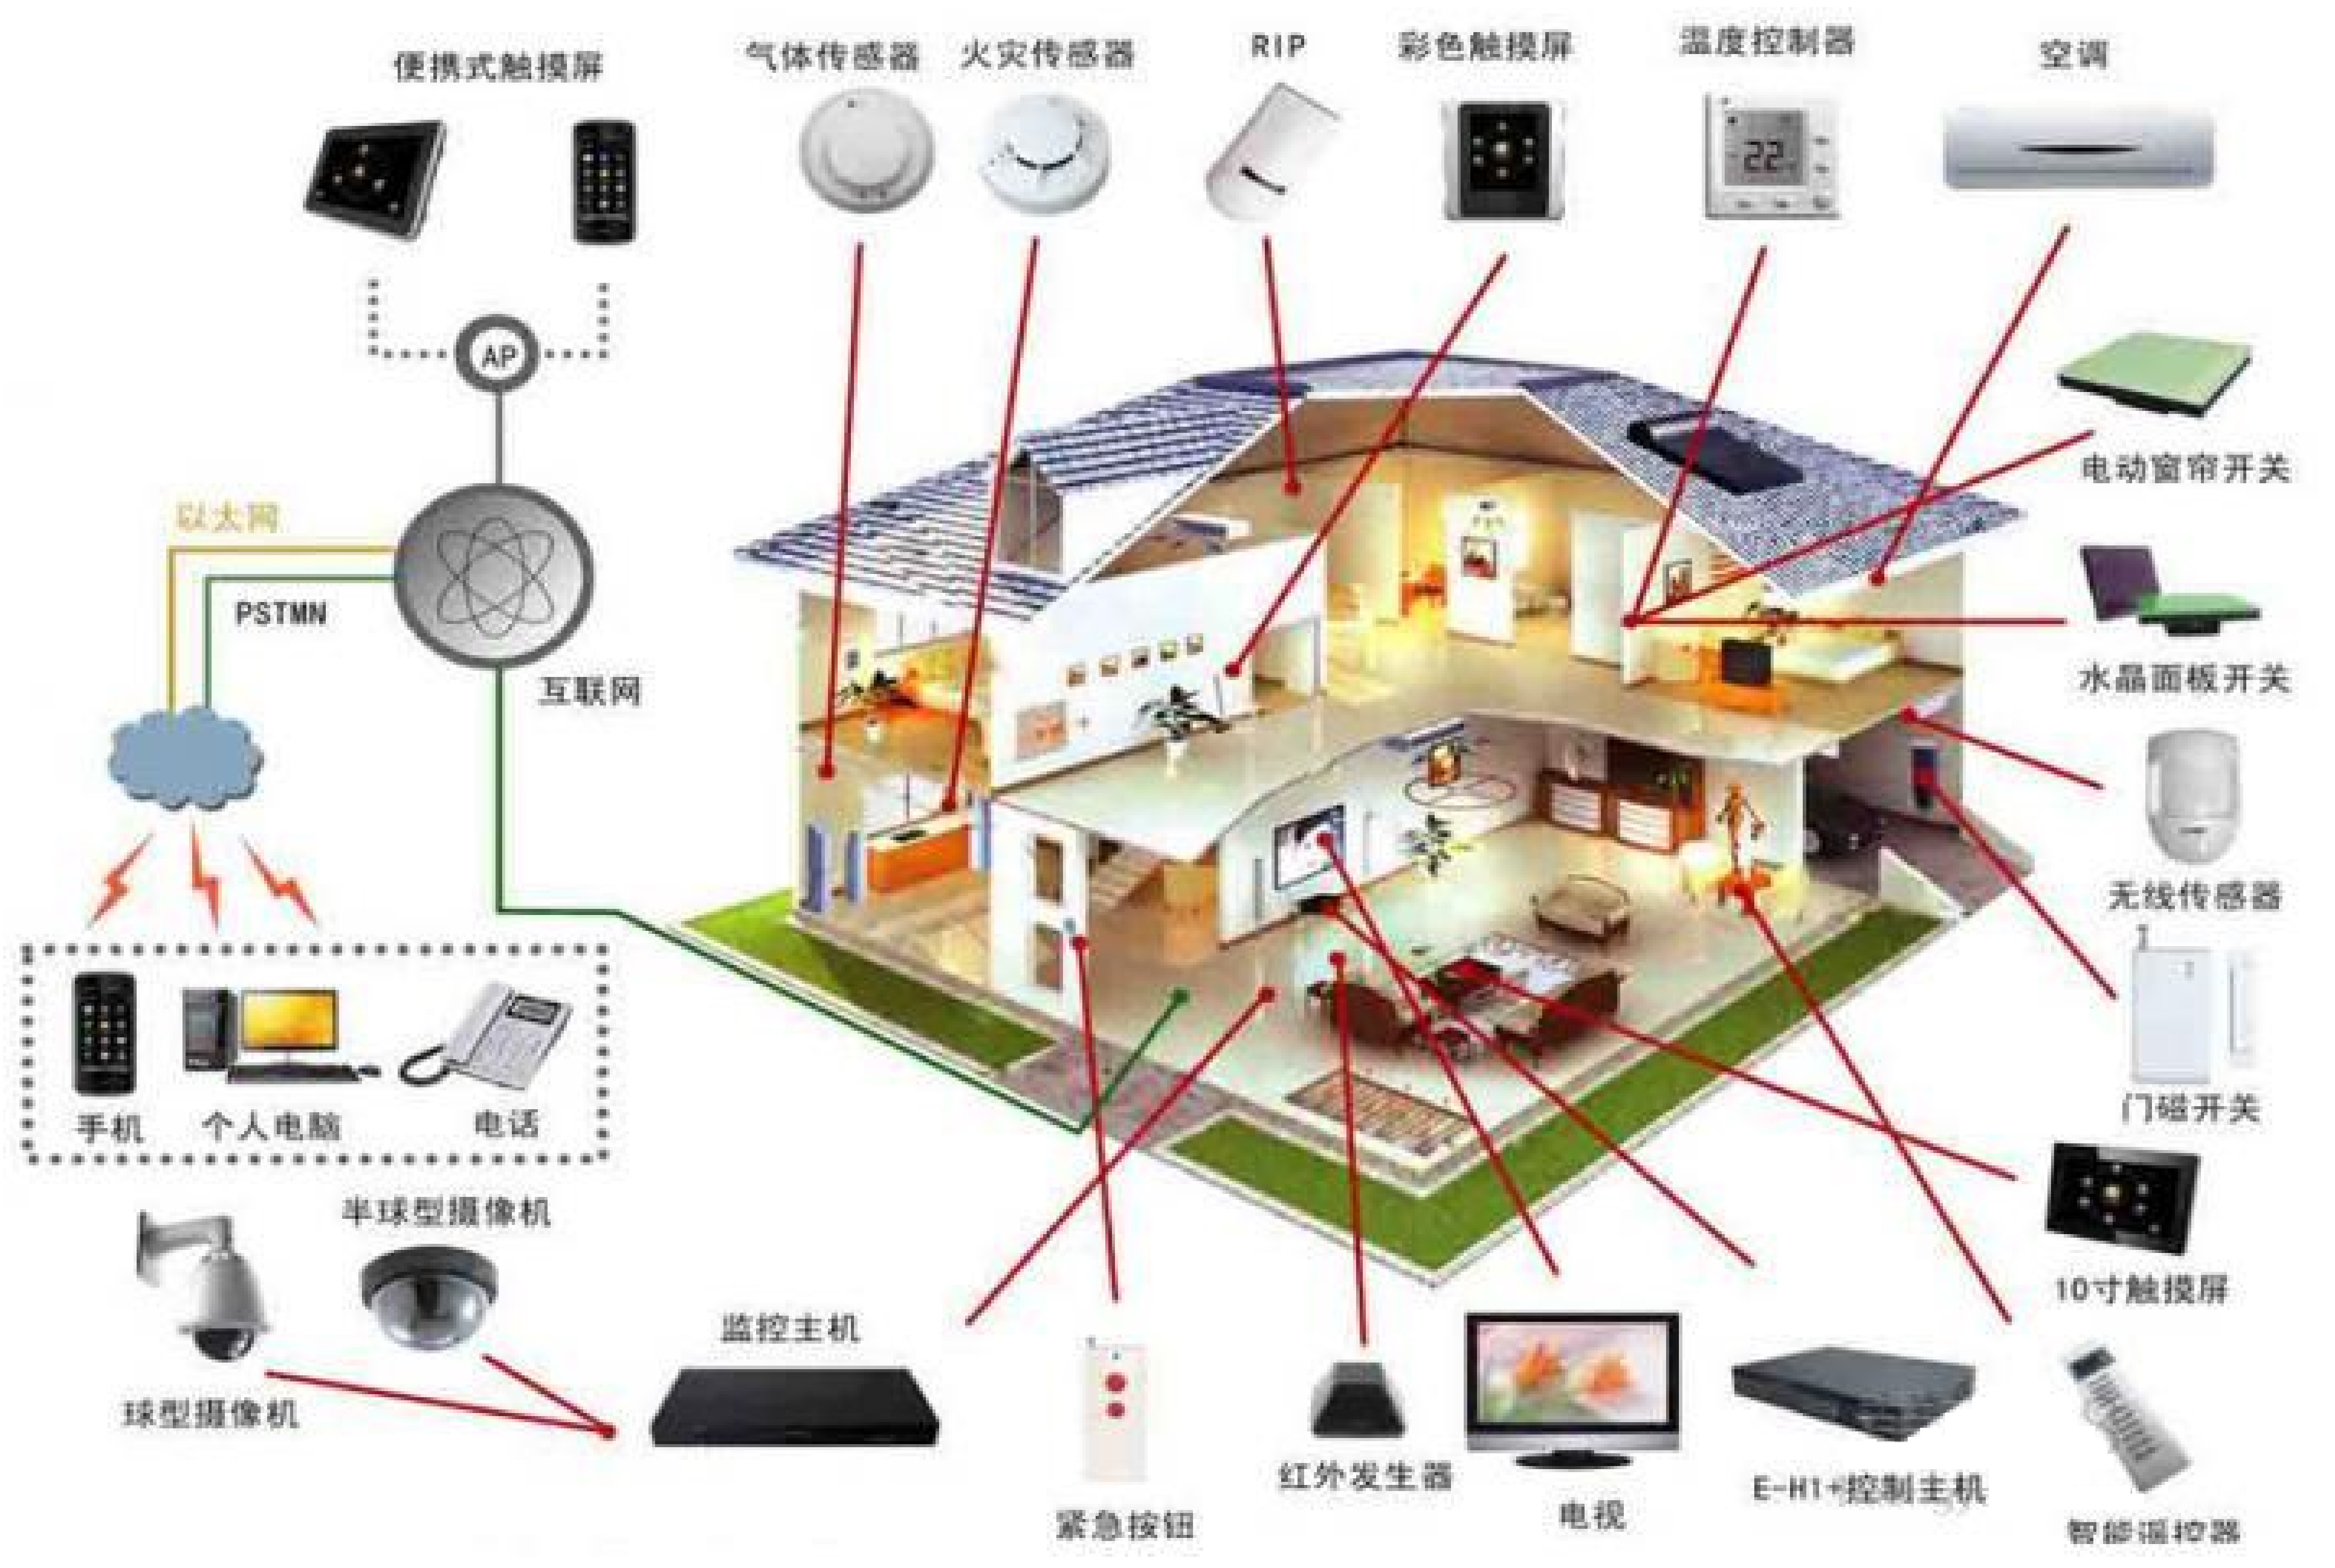 便携式触摸屏
气体传感器
火灾传感器
RIP
彩色触摸屏
温度控制器
空调
22
AP
电动窗帘开关
以太网
PSTMN
互联网
水晶面板开关
无线传感器
手机
个人电脑
电话
门磁开关
半球型摄像机
10寸触摸屏
监控主机
球型摄像机
红外发生器
E-H1+控制主机
电视
紧急按钮
智能遥控器